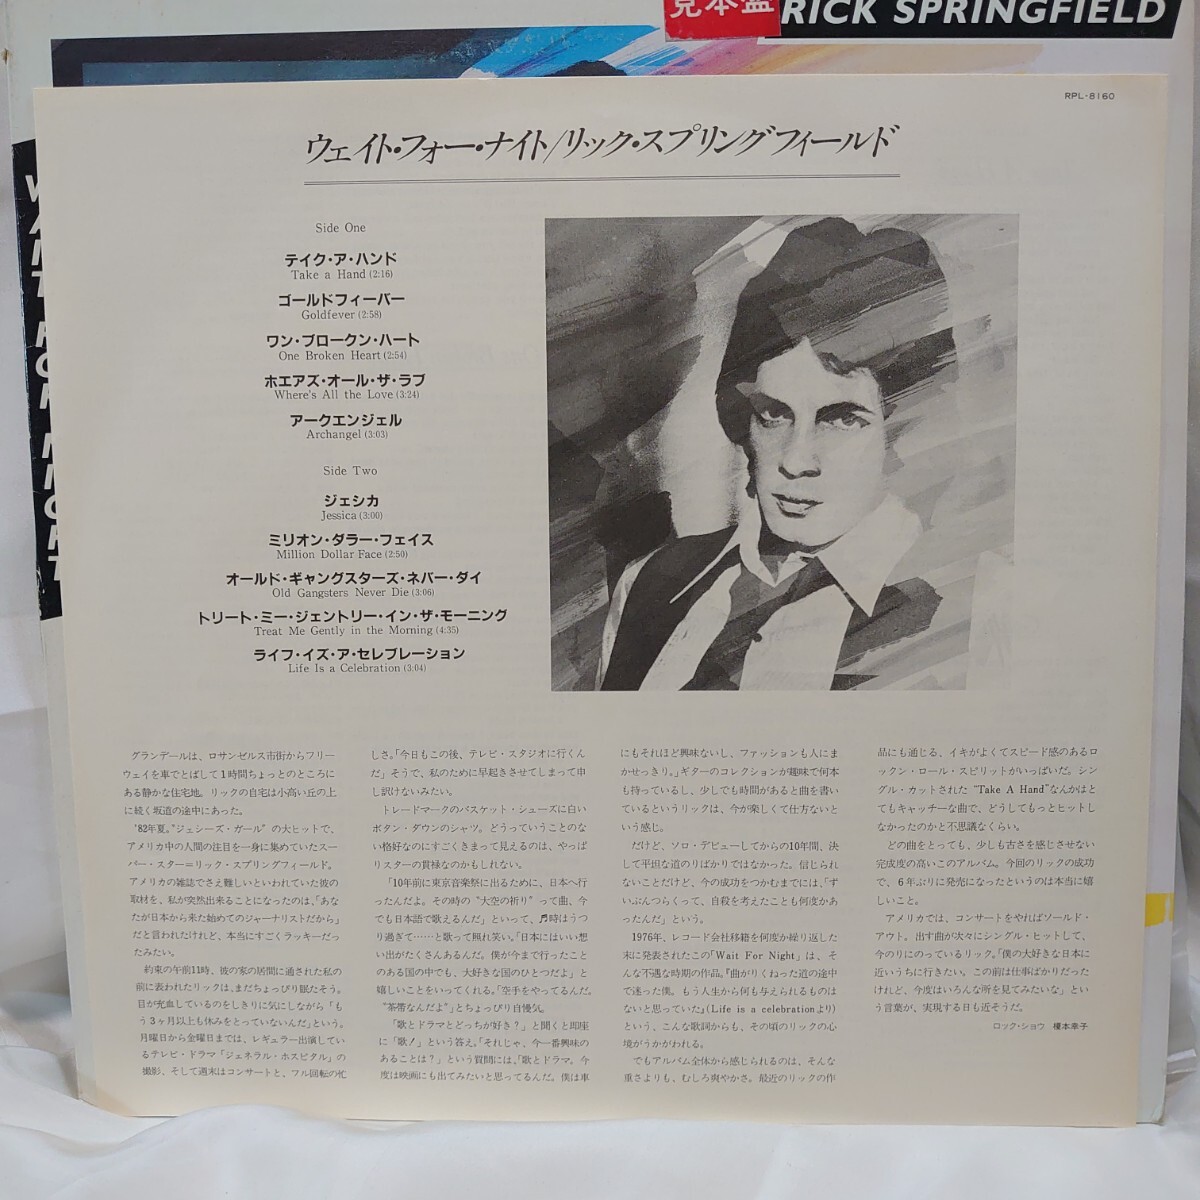 見本盤
RICK SPRINGFIELD
WAIT FOR NIGHT
RPL-8160
ウェイト・フォー・ナイト/リック・スプリングフィールド
Side One
テイク・ア・ハンド
Take a Hand (2:16)
ゴールドフィーバー
Goldfever (2:58)
ワン・ブロークン・ハート
One Broken Heart (2:54)
ホエアズ・オール・ザ・ラブ
Where's All the Love (3:24)
アークエンジェル
Archangel (3:03)
Side Two
ジェシカ
Jessica (3:00)
ミリオン・ダラー・フェイス
Million Dollar Face (2:50)
オールド・ギャングスターズ・ネバー・ダイ
Old Gangsters Never Die (3:06)
トリート・ミー・ジェントリー・イン・ザ・モーニング
Treat Me Gently in the Morning (4:35)
ライフ・イズ・ア・セレブレーション
Life Is a Celebration (3:04)
グランデールは、ロサンゼルス市街からフリー
ウェイを車でとばして1時間ちょっとのところに
ある静かな住宅地。リックの自宅は小高い丘の上
に続く坂道の途中にあった。
'82年夏。"ジェシーズ・ガール"の大ヒットで、
アメリカ中の人間の注目を一身に集めていたスー
パー・スター＝リック・スプリングフィールド。
アメリカの雑誌でさえ難しいといわれていた彼の
取材を、私が突然出来ることになったのは、「あな
たが日本から来た始めてのジャーナリストだから」
だと言われたけれど、本当にすごくラッキーだっ
たみたい。
約束の午前11時、彼の家の居間に通された私の
前に表われたリックは、まだちょっぴり眠たそう。
目が充血しているのをしきりに気にしながら「も
う3ヶ月以上も休みをとっていないんだ」という。
月曜日から金曜日までは、レギュラー出演してい
るテレビ・ドラマ「ジェネラル・ホスピタル」の
撮影、そして週末はコンサートと、フル回転の忙
しさ。「今日もこの後、テレビ・スタジオに行くん
だ」そうで、私のために早起きさせてしまって申
し訳けないみたい。
トレードマークのバスケット・シューズに白い
ボタン・ダウンのシャツ。どうっていうことのな
い恰好なのにすごくきまって見えるのは、やっぱ
りスターの貫禄なのかもしれない。
「10年前に東京音楽祭に出るために、日本へ行
ったんだよ。その時の"大空の祈り"って曲、今
でも日本語で歌えるんだ」といって、♬時はうつ
り過ぎて……と歌って照れ笑い。「日本にはいい想
い出がたくさんあるんだ。僕が今まで行ったこと
のある国の中でも、大好きな国のひとつだよ」と
嬉しいことをいってくれる。「空手をやってるんだ。
"茶帯なんだよ"」とちょっぴり自慢気。
「歌とドラマとどっちが好き？」と聞くと即座
に「歌！」という答え。「それじゃ、今一番興味の
あることは？」という質問には、「歌とドラマ。今
度は映画にも出てみたいと思ってるんだ。僕は車
にもそれほど興味ないし、ファッションも人にま
かせっきり。」ギターのコレクションが趣味で何本
も持っているし、少しでも時間があると曲を書い
ているというリックは、今が楽しくて仕方ないと
いう感じ。
だけど、ソロ・デビューしてからの10年間、決
して平坦な道のりばかりではなかった。信じられ
ないことだけど、今の成功をつかむまでには、「ず
いぶんつらくって、自殺を考えたことも何度かあ
ったんだ」という。
1976年、レコード会社移籍を何度か繰り返した
末に発表されたこの「Wait For Night」は、そ
んな不遇な時期の作品。『曲がりくねった道の途中
で迷った僕。もう人生から何も与えられるものは
ないと思っていた』(Life is a celebrationより)
という、こんな歌詞からも、その頃のリックの心
境がうかがわれる。
でもアルバム全体から感じられるのは、そんな
重さよりも、むしろ爽やかさ。最近のリックの作
品にも通じる、イキがよくてスピード感のあるロ
ックン・ロール・スピリットがいっぱいだ。シン
グル・カットされた "Take A Hand"なんかはと
てもキャッチーな曲で、どうしてもっとヒットし
なかったのかと不思議なくらい。
どの曲をとっても、少しも古さを感じさせない
完成度の高いこのアルバム。今回のリックの成功
で、6年ぶりに発売になったというのは本当に嬉
しいこと。
アメリカでは、コンサートをやればソールド・
アウト。出す曲が次々にシングル・ヒットして、
今のりにのっているリック。「僕の大好きな日本に
近いうちに行きたい。この前は仕事ばかりだった
けれど、今度はいろんな所を見てみたいな」とい
う言葉が、実現する日も近そうだ。
ロック・ショウ 榎本幸子